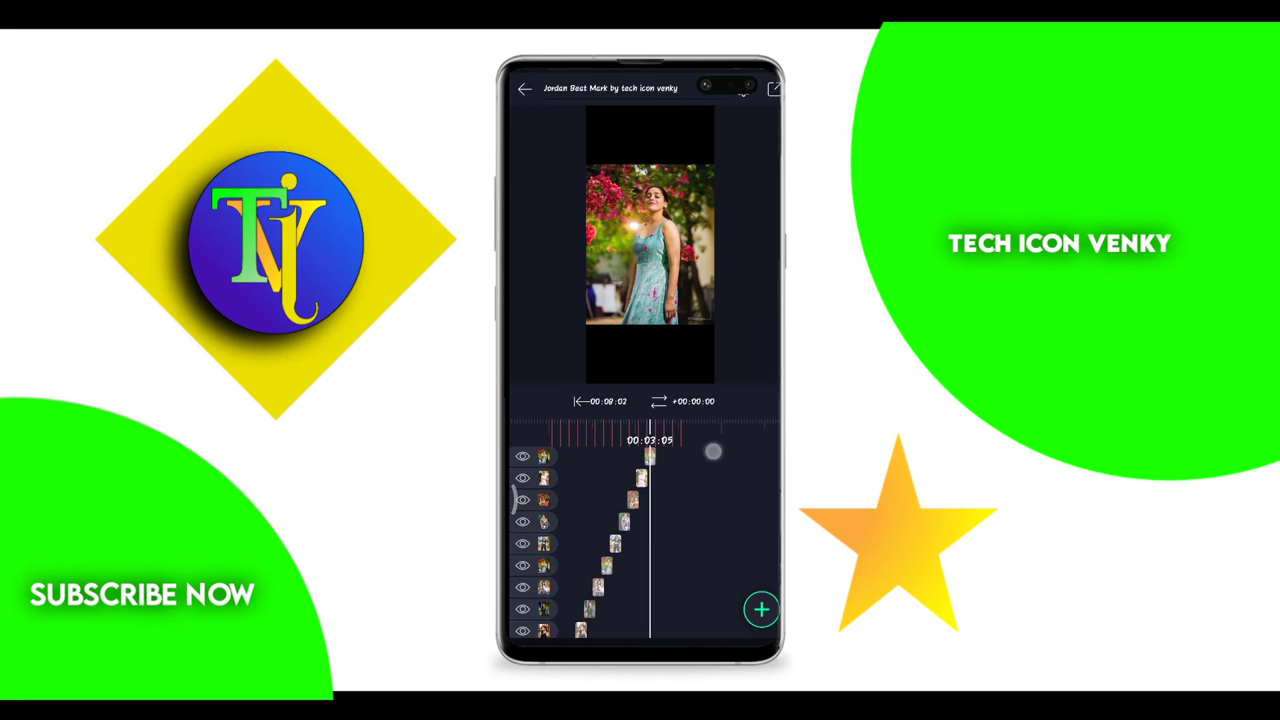 Jordan Beat Mark by tech icon venky
TVj
TECH ICON VENKY
00:08:02
+00:00:00
00:03:05
SUBSCRIBE NOW